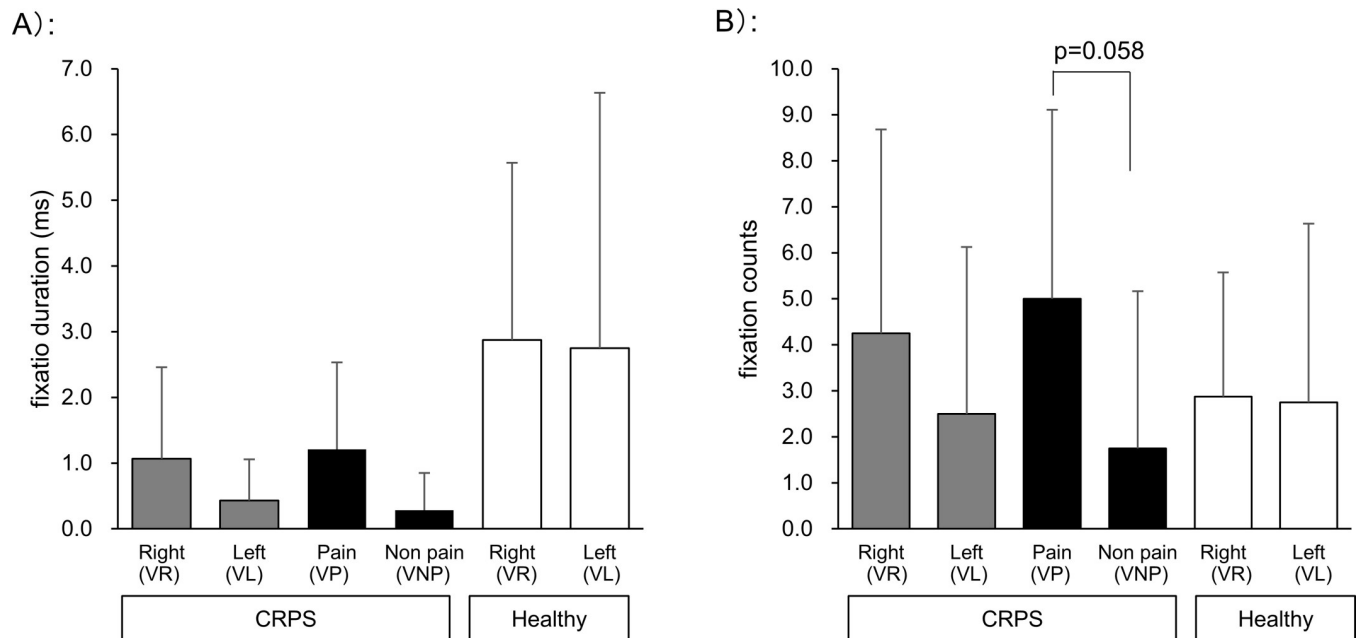 A):
7.0
6.0
5.0
4.0
3.0
2.0
1.0
0.0
fixatio duration (ms)
Right Left Pain Non pain Right Left
(VR) (VL) (VP) (VNP) (VR) (VL)
CRPS Healthy
B):
p=0.058
10.0
9.0
8.0
7.0
6.0
5.0
4.0
3.0
2.0
1.0
0.0
fixation counts
Right Left Pain Non pain Right Left
(VR) (VL) (VP) (VNP) (VR) (VL)
CRPS Healthy